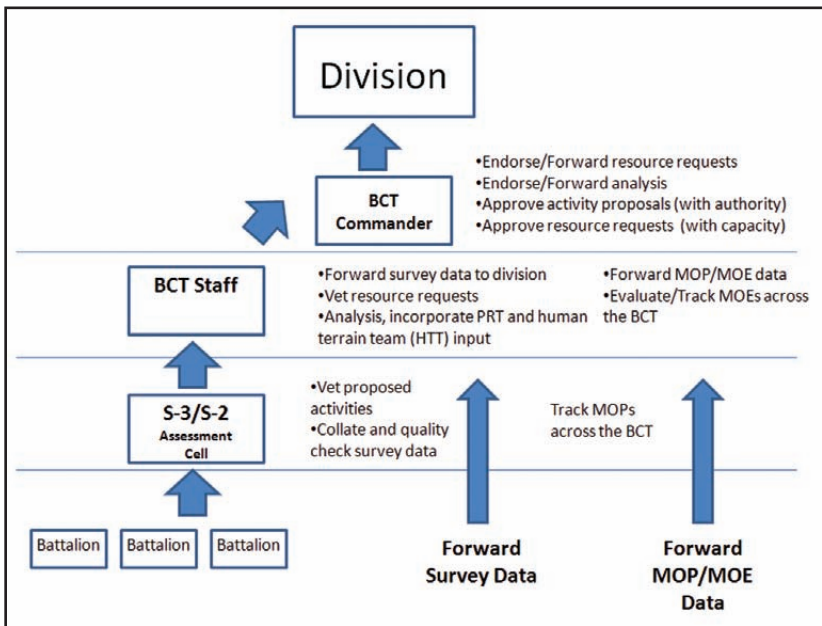 Division
BCT
Commander
•Endorse/Forward resource requests
•Endorse/Forward analysis
•Approve activity proposals (with authority)
•Approve resource requests (with capacity)
BCT Staff
•Forward survey data to division
•Vet resource requests
•Analysis, incorporate PRT and human
terrain team (HTT) input
•Forward MOP/MOE data
•Evaluate/Track MOEs across
the BCT
S-3/S-2
Assessment
Cell
•Vet proposed
activities
•Collate and quality
check survey data
Track MOPs
across the BCT
Battalion
Battalion
Battalion
Forward
Survey Data
Forward
MOP/MOE
Data